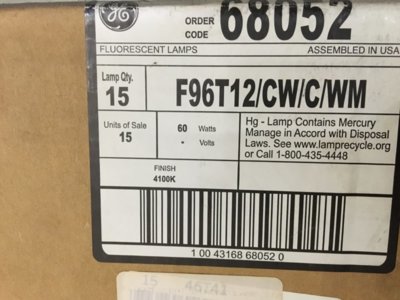 GE
ORDER CODE 68052
FLUORESCENT LAMPS ASSEMBLED IN USA
Lamp Qty. 15
F96T12/CW/C/WM
Units of Sale 15
60 Watts
- Volts
Hg - Lamp Contains Mercury
Manage in Accord with Disposal
Laws. See www.lamprecycle.org
or Call 1-800-435-4448
FINISH
4100K
1 00 43168 68052 0
15 46741